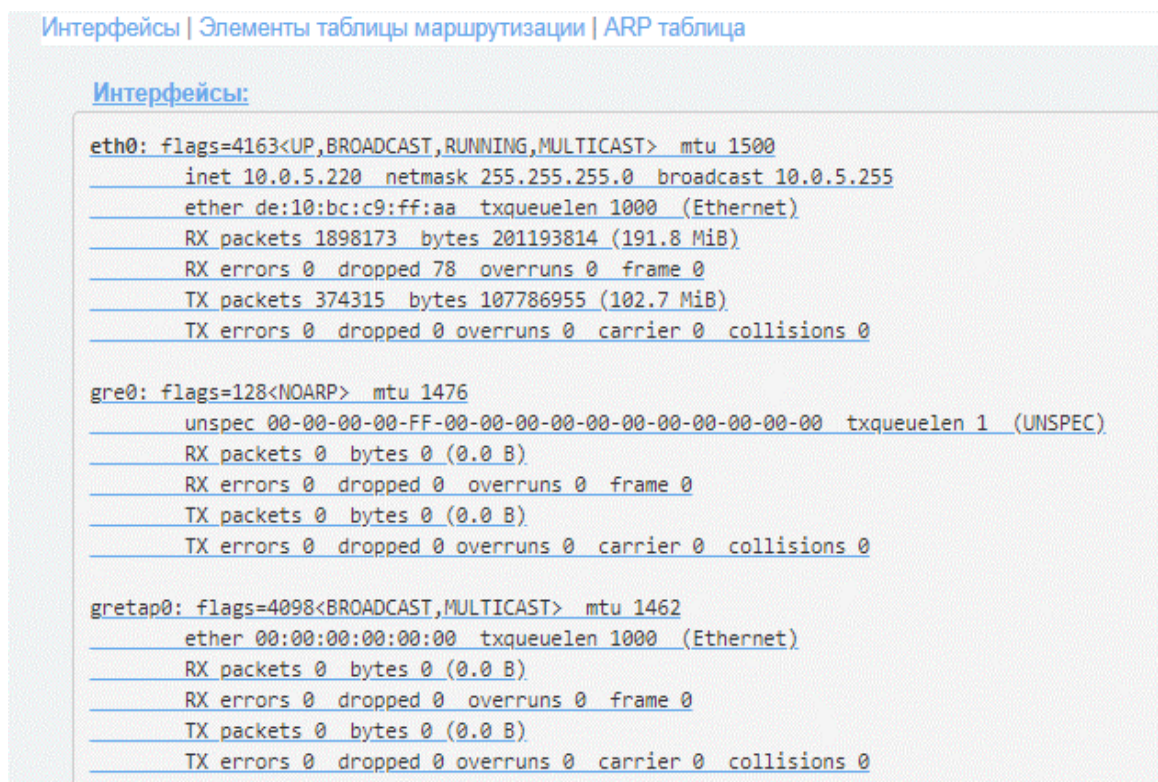 Интерфейсы | Элементы таблицы маршрутизации | ARP таблица
Интерфейсы:
eth0: flags=4163<UP,BROADCAST,RUNNING,MULTICAST>  mtu 1500
        inet 10.0.5.220  netmask 255.255.255.0  broadcast 10.0.5.255
        ether de:10:bc:c9:ff:aa  txqueuelen 1000  (Ethernet)
        RX packets 1898173  bytes 201193814 (191.8 MiB)
        RX errors 0  dropped 78  overruns 0  frame 0
        TX packets 374315  bytes 107786955 (102.7 MiB)
        TX errors 0  dropped 0 overruns 0  carrier 0  collisions 0
gre0: flags=128<NOARP>  mtu 1476
        unspec 00-00-00-00-FF-00-00-00-00-00-00-00-00-00-00-00  txqueuelen 1  (UNSPEC)
        RX packets 0  bytes 0 (0.0 B)
        RX errors 0  dropped 0  overruns 0  frame 0
        TX packets 0  bytes 0 (0.0 B)
        TX errors 0  dropped 0 overruns 0  carrier 0  collisions 0
gretap0: flags=4098<BROADCAST,MULTICAST>  mtu 1462
        ether 00:00:00:00:00:00  txqueuelen 1000  (Ethernet)
        RX packets 0  bytes 0 (0.0 B)
        RX errors 0  dropped 0  overruns 0  frame 0
        TX packets 0  bytes 0 (0.0 B)
        TX errors 0  dropped 0 overruns 0  carrier 0  collisions 0